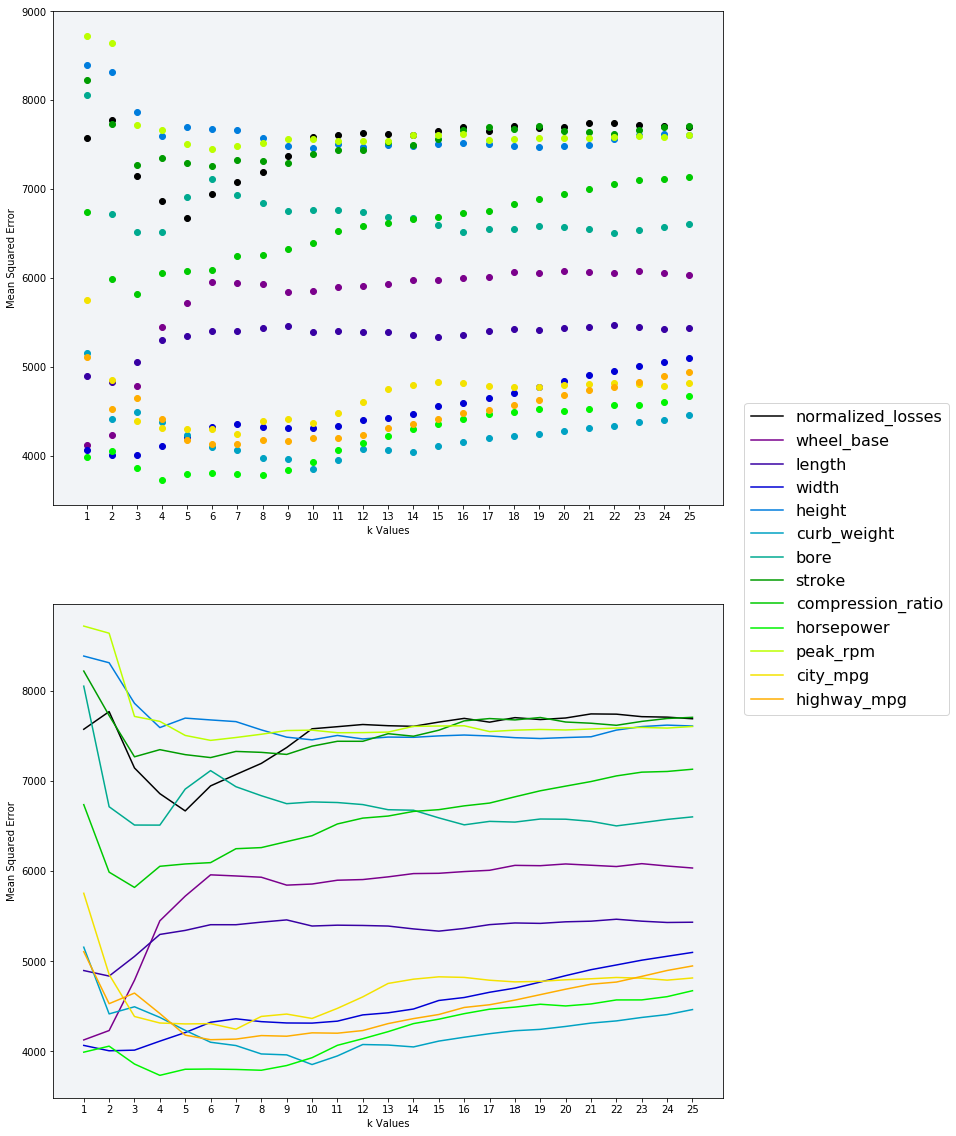 9000
8000
7000
6000
5000
4000
Mean Squared Error
1 2 3 4 5 6 7 8 9 10 11 12 13 14 15 16 17 18 19 20 21 22 23 24 25
k Values
normalized_losses
wheel_base
length
width
height
curb_weight
bore
stroke
compression_ratio
horsepower
peak_rpm
city_mpg
highway_mpg
8000
7000
6000
5000
4000
Mean Squared Error
1 2 3 4 5 6 7 8 9 10 11 12 13 14 15 16 17 18 19 20 21 22 23 24 25
k Values